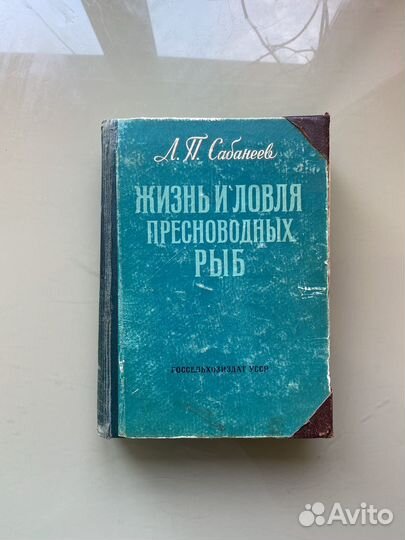 Л. П. Сабанеев
ЖИЗНЬ И ЛОВЛЯ
ПРЕСНОВОДНЫХ
РЫБ
ГОССЕЛЬХОЗИЗДАТ УССР
Avito